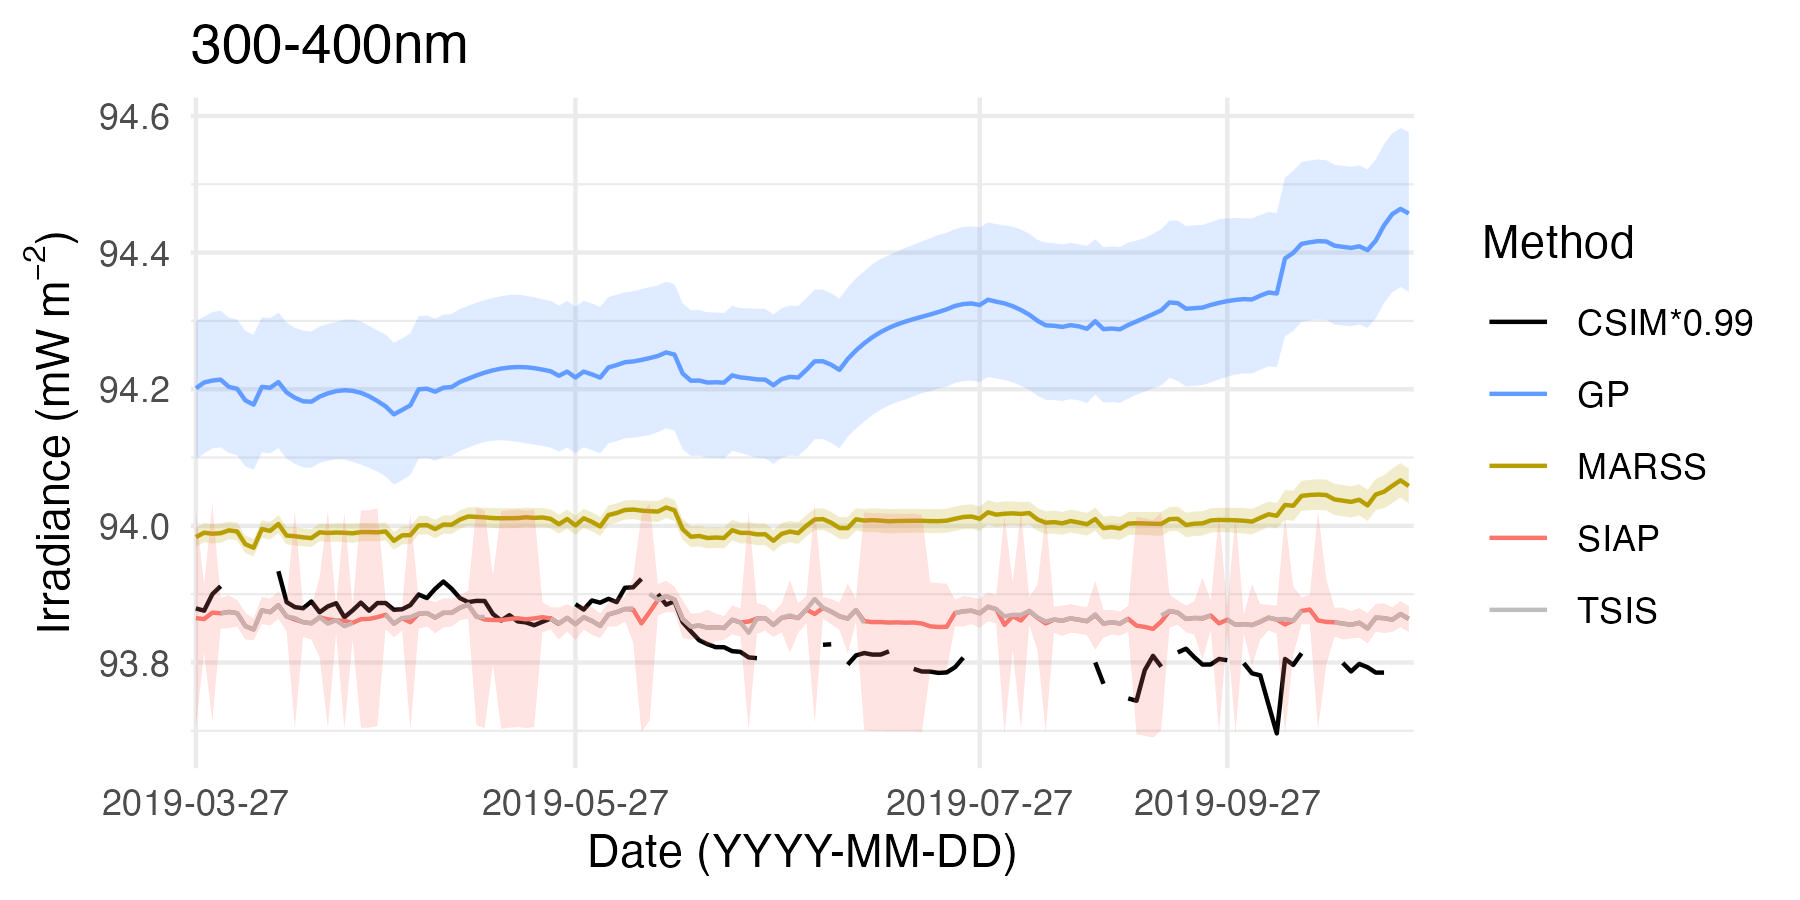 300-400nm
94.6
94.4
94.2
94.0
93.8
Irradiance (mW m⁻²)
2019-03-27 2019-05-27 2019-07-27 2019-09-27
Date (YYYY-MM-DD)
Method
CSIM*0.99
GP
MARSS
SIAP
TSIS